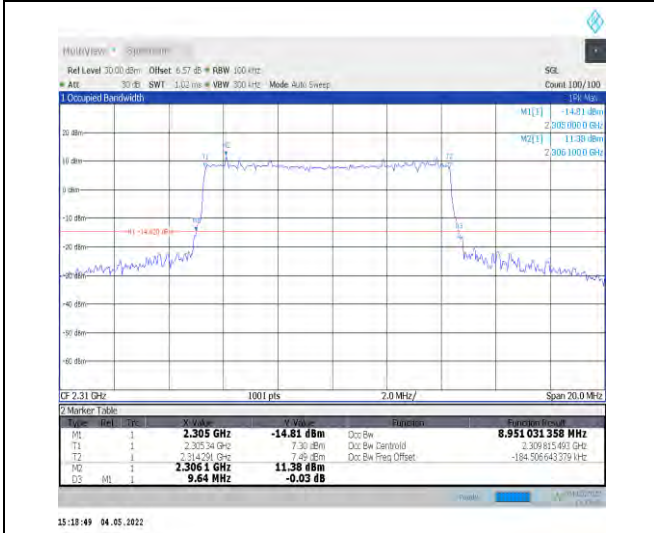 MultiView Spectrum
Ref Level 30.00 dBm Offset 6.57 dB RBW 100 kHz SGL
Att 30 dB SWT 1.02 ms VBW 300 kHz Mode Auto Sweep Count 100/100
1 Occupied Bandwidth 1Pk Max
M1[1] -14.81 dBm
2.305 000 0 GHz
M2[1] 11.38 dBm
2.306 100 0 GHz
20 dBm
10 dBm
0 dBm
-10 dBm
-20 dBm
-30 dBm
-40 dBm
-50 dBm
-60 dBm
T1
M2
T2
M1
D3
H1 -14.620 dBm
CF 2.31 GHz 1001 pts 2.0 MHz/ Span 20.0 MHz
2 Marker Table
Type Ref Trc X-Value Y-Value Function Function Result
M1 1 2.305 GHz -14.81 dBm Occ Bw 8.951 031 358 MHz
T1 1 2.30534 GHz 7.30 dBm Occ Bw Centroid 2.309 815 493 GHz
T2 1 2.314291 GHz 7.49 dBm Occ Bw Freq Offset -184.506 643 379 kHz
M2 1 2.3061 GHz 11.38 dBm
D3 M1 1 9.64 MHz -0.03 dB
15:18:49 04.05.2022